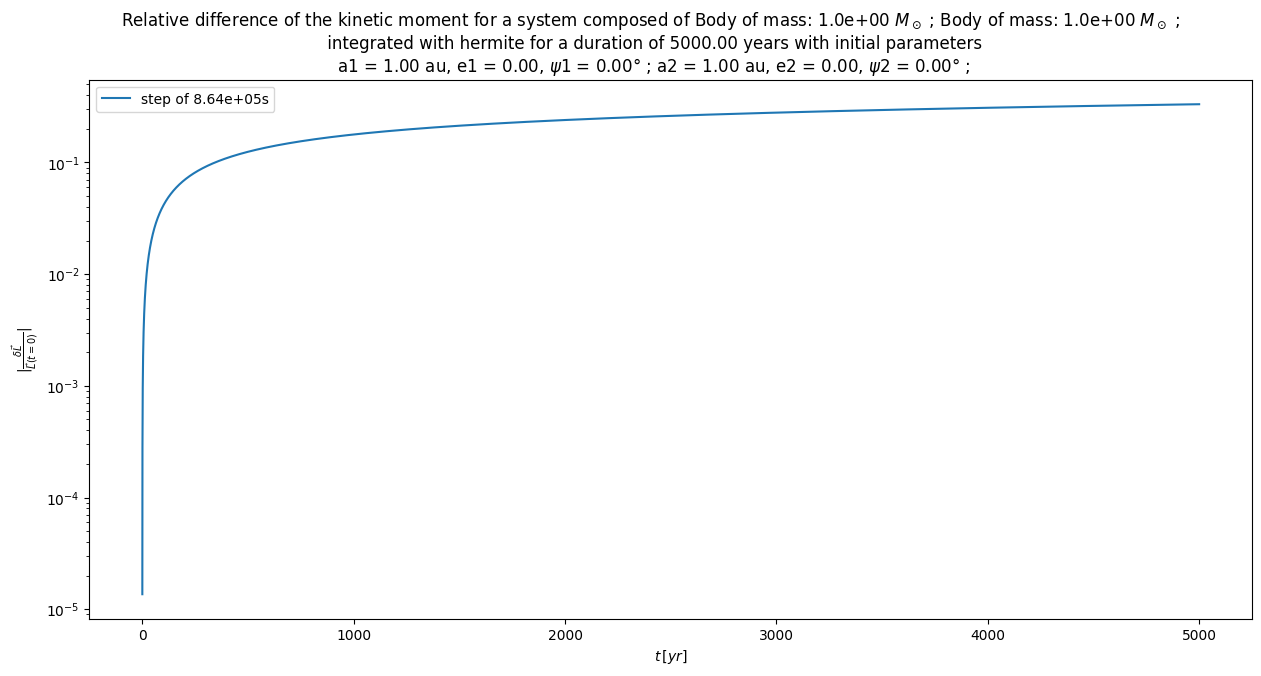 Relative difference of the kinetic moment for a system composed of Body of mass: 1.0e+00 $M_\odot$ ; Body of mass: 1.0e+00 $M_\odot$ ;
integrated with hermite for a duration of 5000.00 years with initial parameters
a1 = 1.00 au, e1 = 0.00, ψ1 = 0.00° ; a2 = 1.00 au, e2 = 0.00, ψ2 = 0.00° ;
step of 8.64e+05s
10⁻¹
10⁻²
10⁻³
10⁻⁴
10⁻⁵
$|\frac{\delta \vec{L}}{\vec{L}(t=0)}|$
0 1000 2000 3000 4000 5000
t [yr]